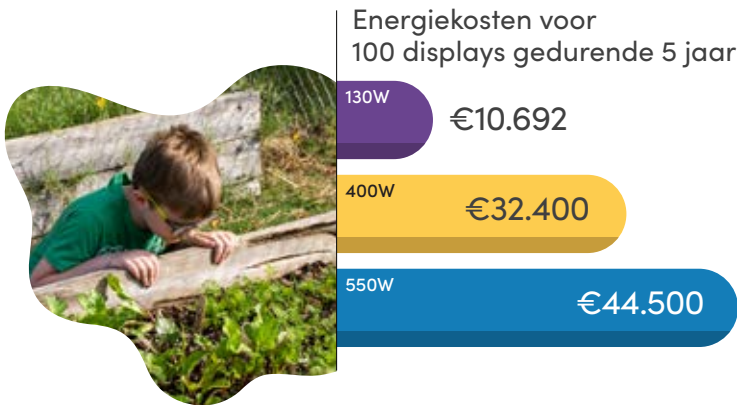 Energiekosten voor
100 displays gedurende 5 jaar
130W
€10.692
400W
€32.400
550W
€44.500